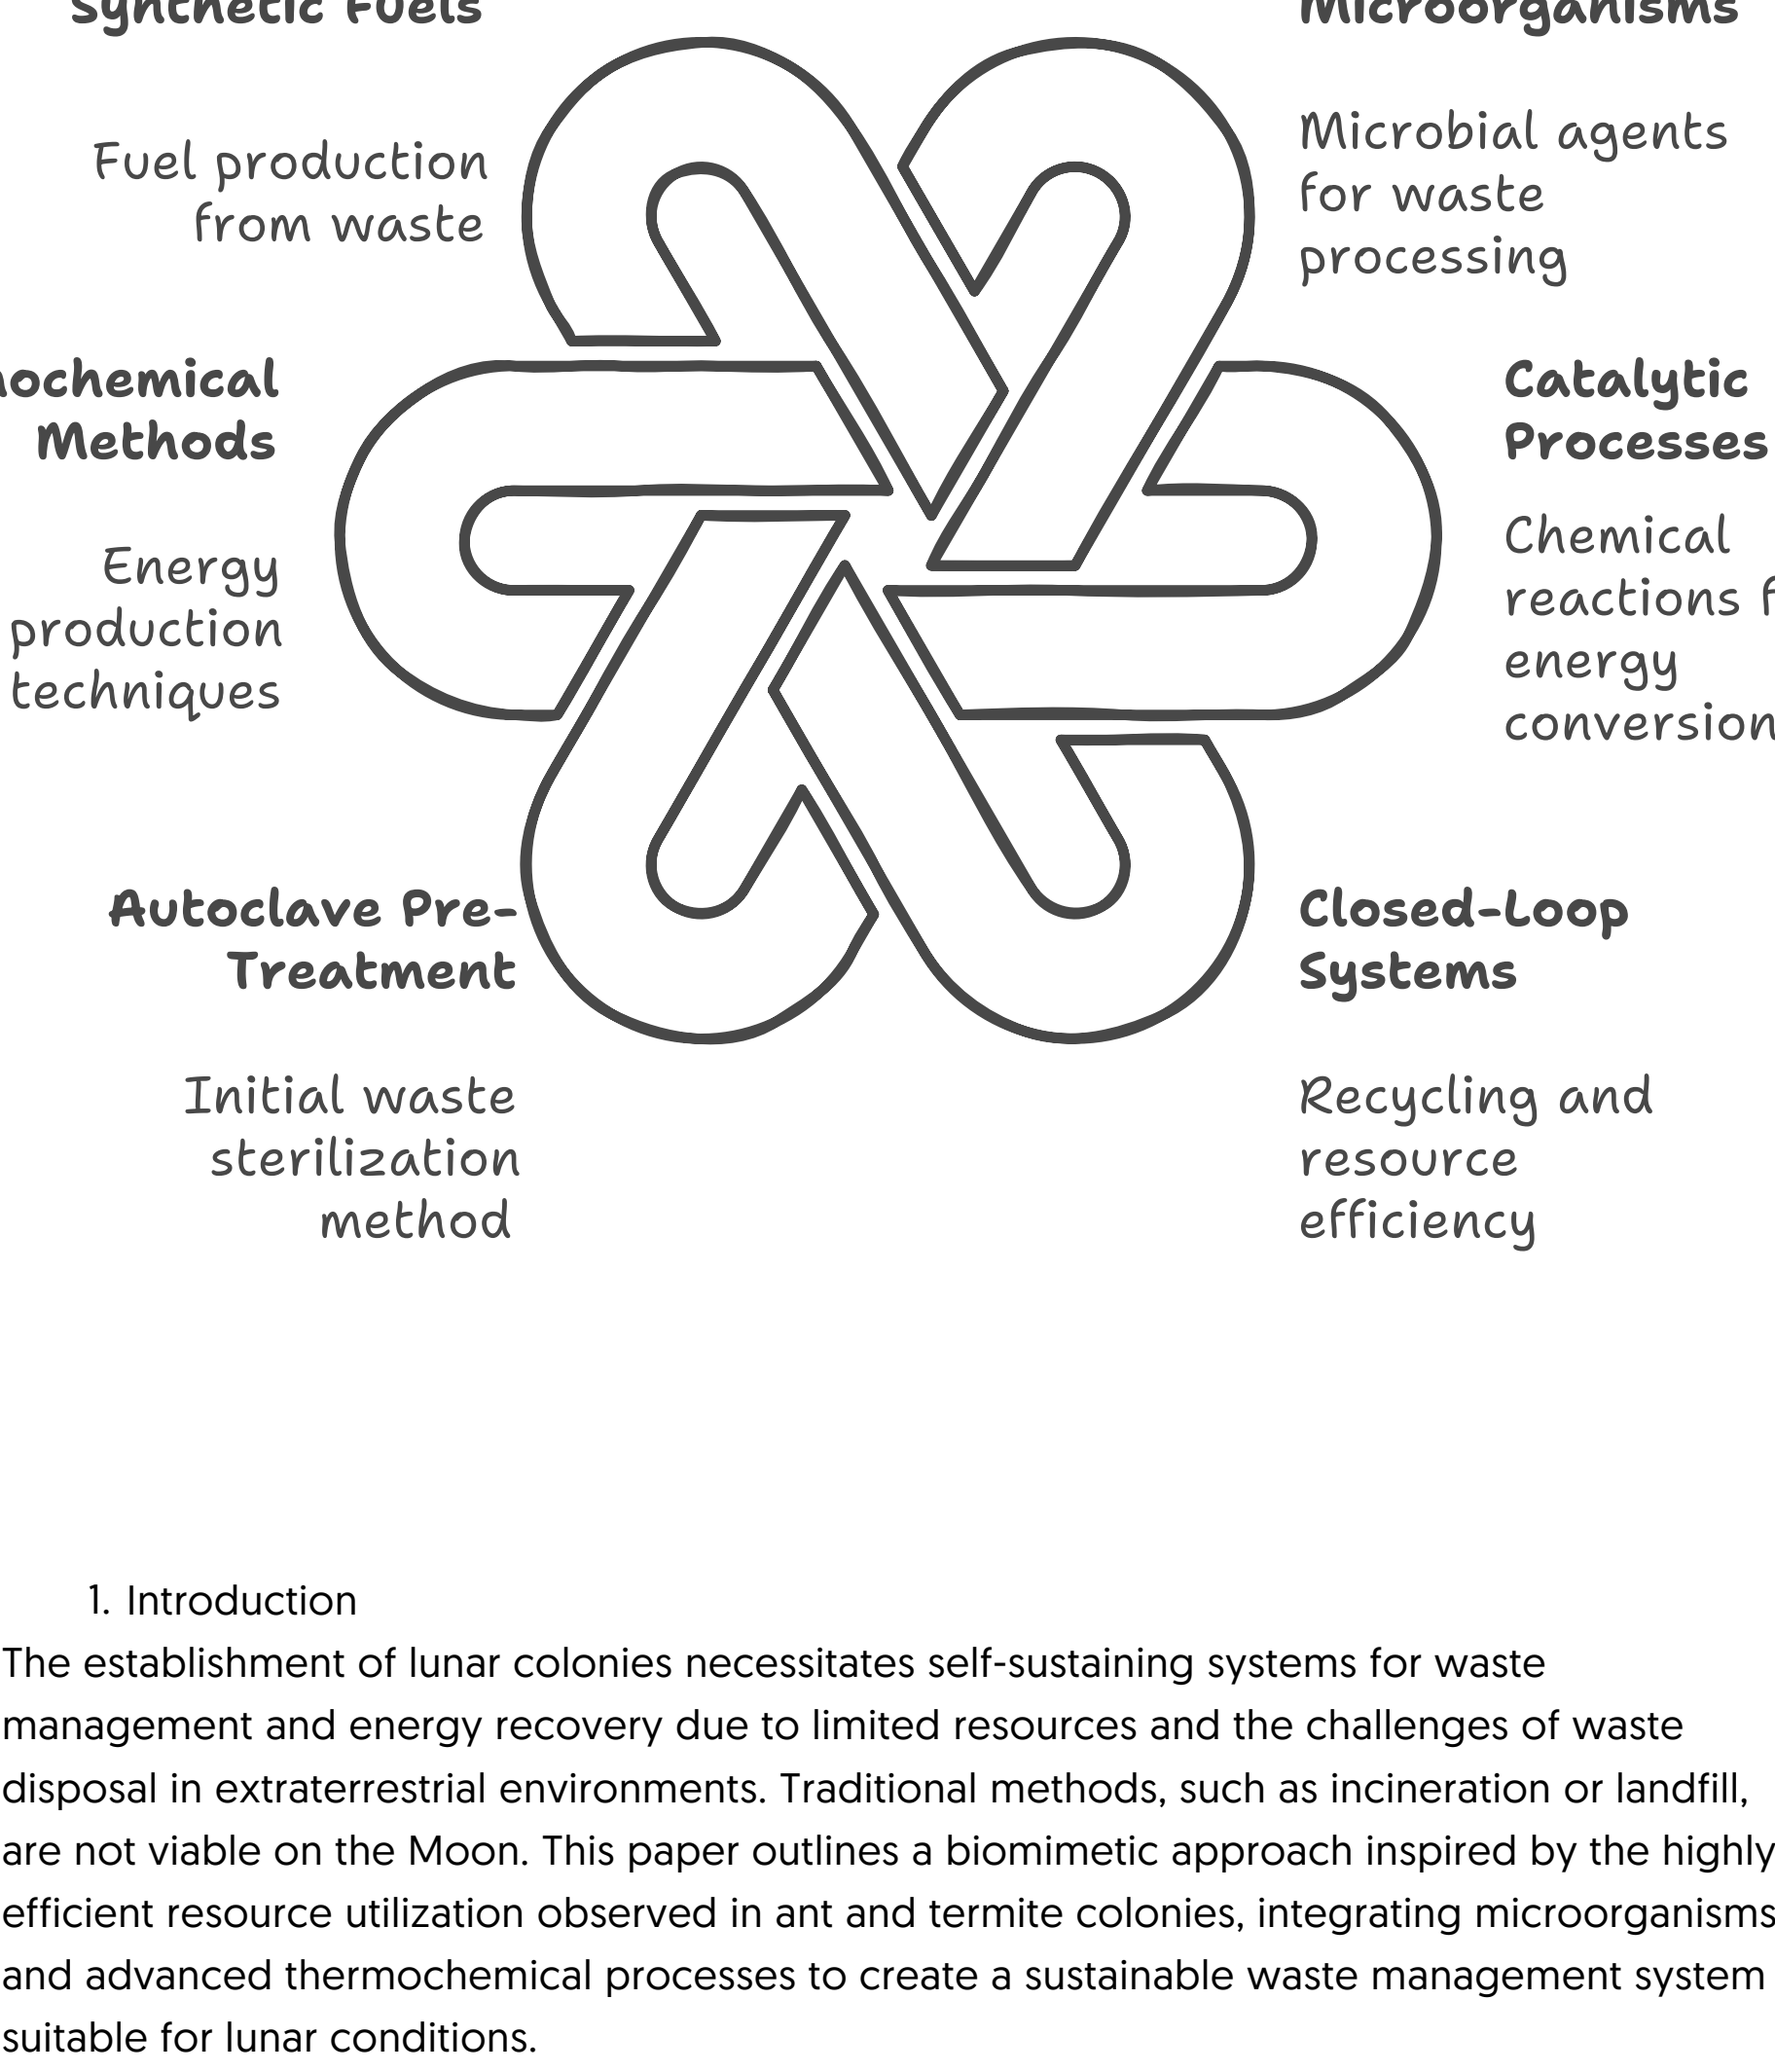 Synthetic Fuels
Microorganisms
Fuel production
from waste
Microbial agents
for waste
processing
Methods
Energy
production
techniques
Catalytic
Processes
Chemical
reactions
energy
conversion
Autoclave Pre-
Treatment
Initial waste
sterilization
method
Closed-Loop
Systems
Recycling and
resource
efficiency
1. Introduction
The establishment of lunar colonies necessitates self-sustaining systems for waste
management and energy recovery due to limited resources and the challenges of waste
disposal in extraterrestrial environments. Traditional methods, such as incineration or landfill,
are not viable on the Moon. This paper outlines a biomimetic approach inspired by the highly
efficient resource utilization observed in ant and termite colonies, integrating microorganisms
and advanced thermochemical processes to create a sustainable waste management system
suitable for lunar conditions.